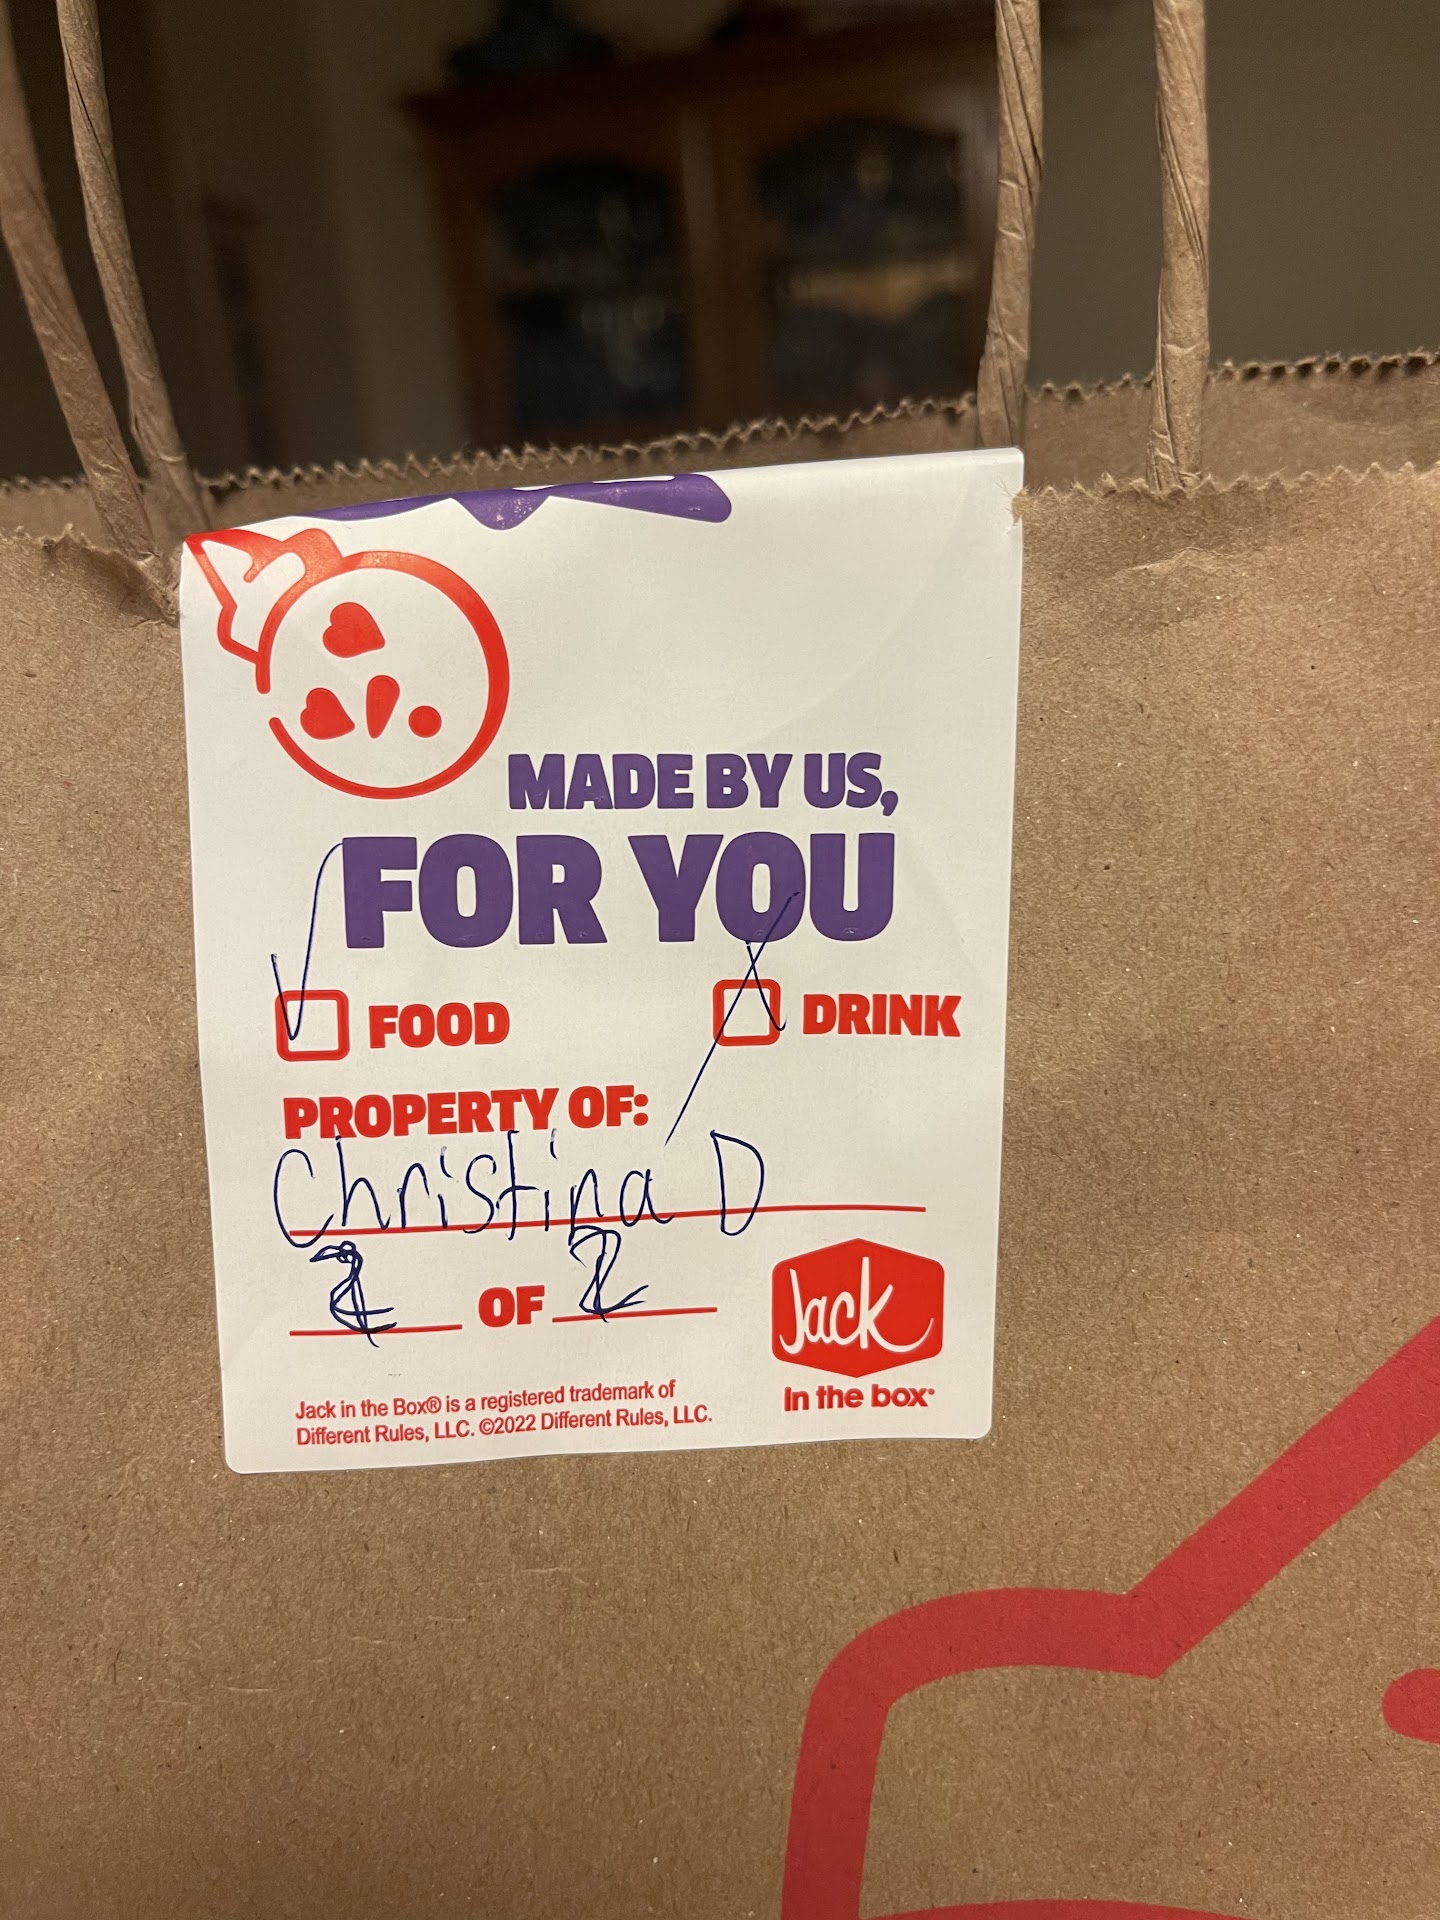 MADE BY US,
FOR YOU
FOOD DRINK
PROPERTY OF:
Christina D
OF 2
Jack
in the box
Jack in the Box® is a registered trademark of
Different Rules, LLC. ©2022 Different Rules, LLC.